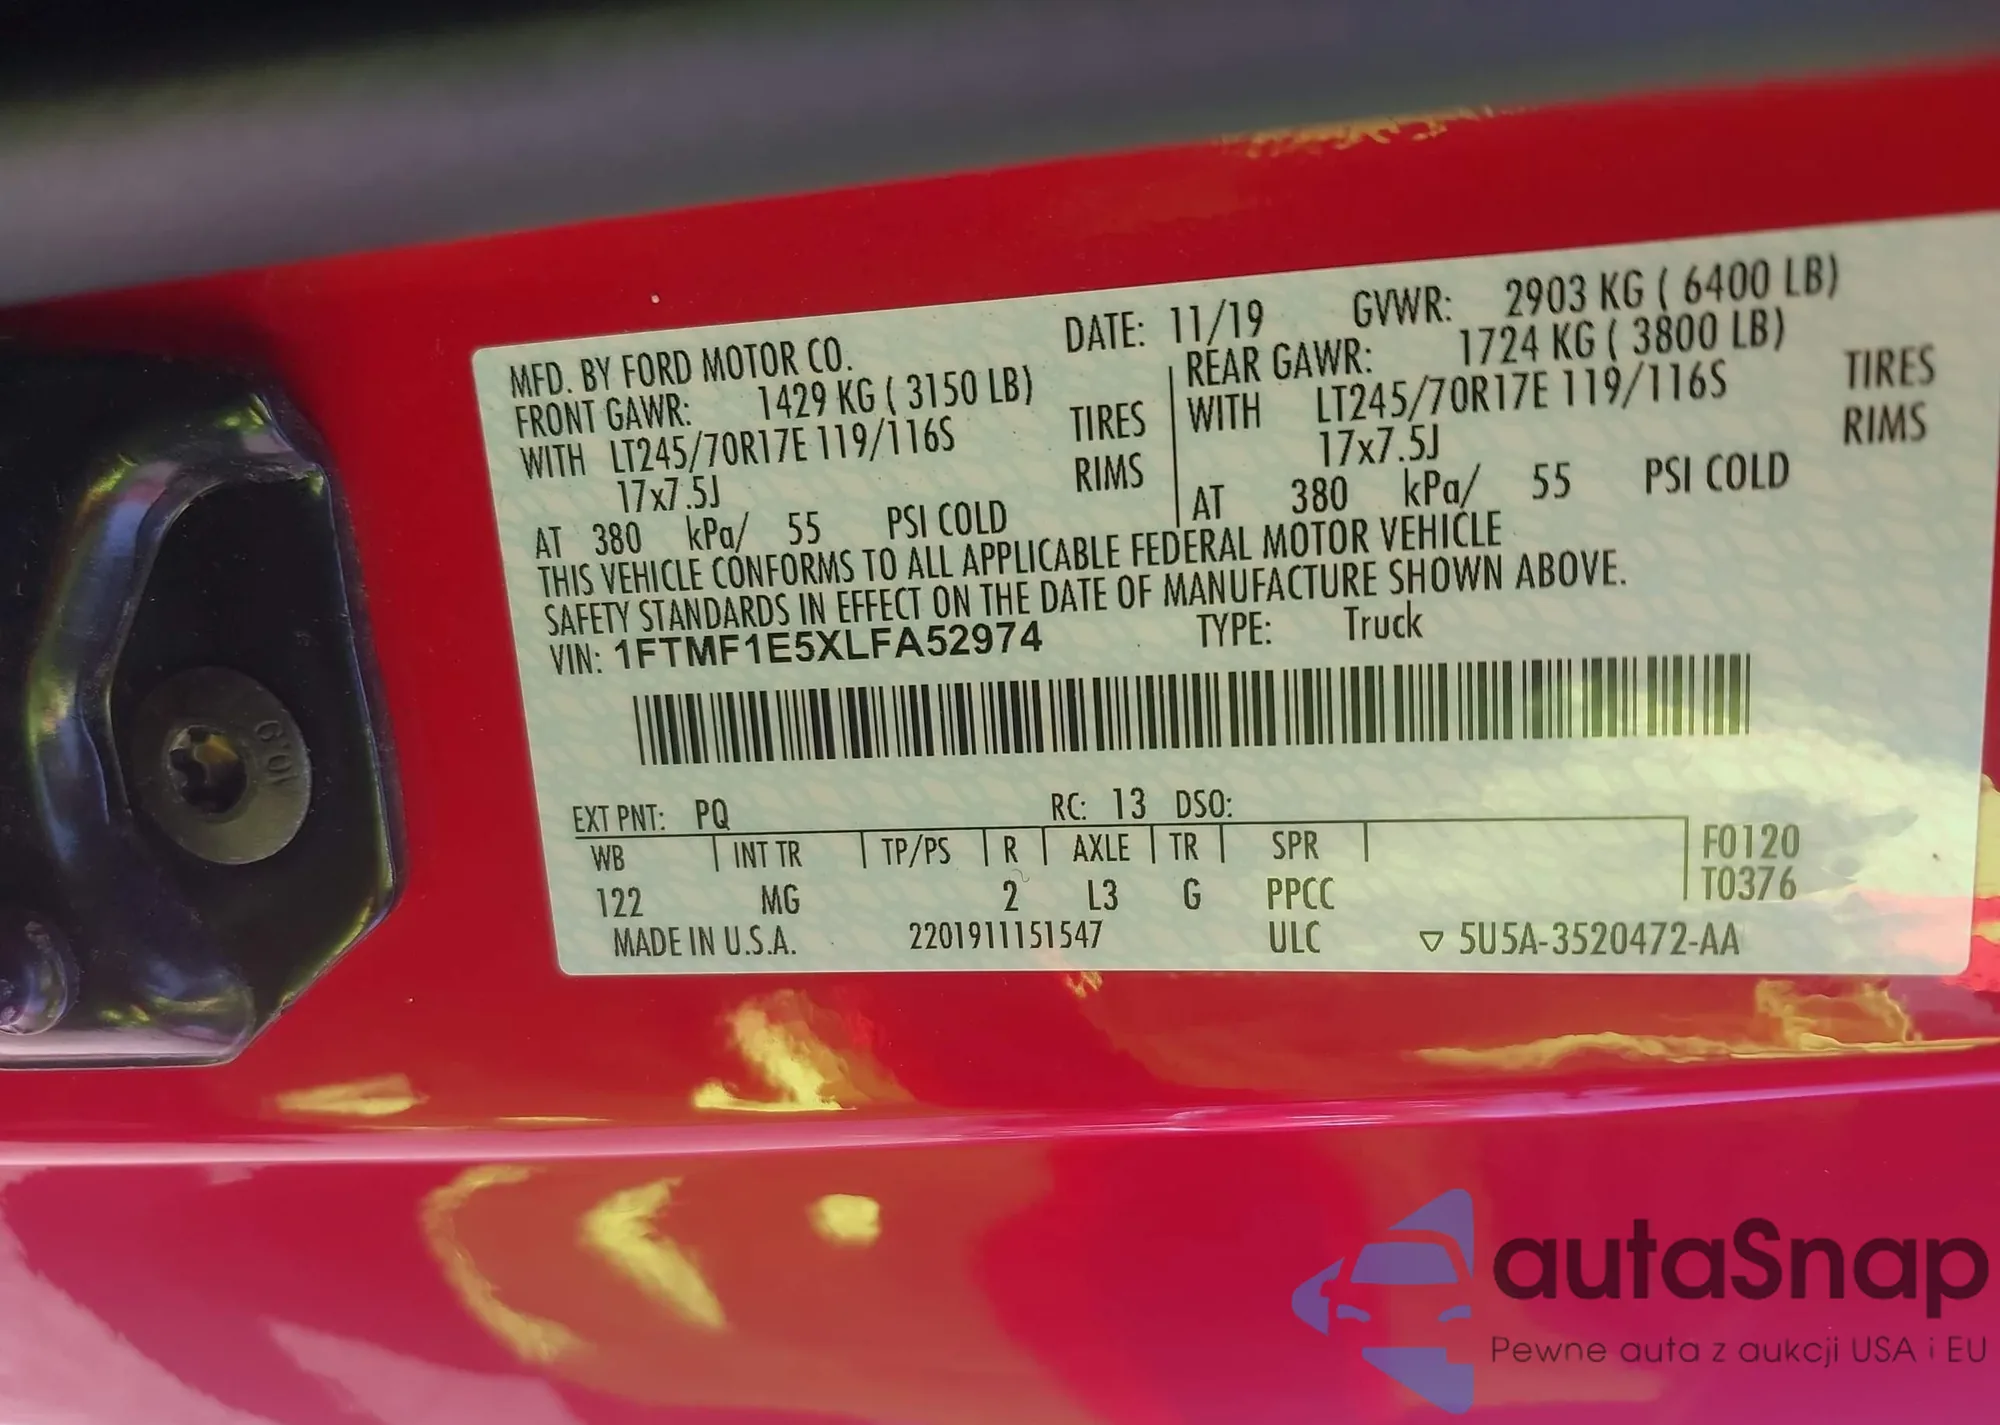 MFD. BY FORD MOTOR CO. DATE: 11/19 GVWR: 2903 KG ( 6400 LB)
FRONT GAWR: 1429 KG ( 3150 LB) REAR GAWR: 1724 KG ( 3800 LB)
WITH LT245/70R17E 119/116S TIRES WITH LT245/70R17E 119/116S TIRES
17x7.5J RIMS 17x7.5J RIMS
AT 380 kPa/ 55 PSI COLD AT 380 kPa/ 55 PSI COLD
THIS VEHICLE CONFORMS TO ALL APPLICABLE FEDERAL MOTOR VEHICLE
SAFETY STANDARDS IN EFFECT ON THE DATE OF MANUFACTURE SHOWN ABOVE.
VIN: 1FTMF1E5XLFA52974 TYPE: Truck
EXT PNT: PQ RC: 13 DSO:
WB INT TR TP/PS R AXLE TR SPR F0120
122 MG 2 L3 G PPCC T0376
MADE IN U.S.A. 2201911151547 ULC ▽ 5U5A-3520472-AA
10.9
autaSnap
Pewne auta z aukcji USA i EU